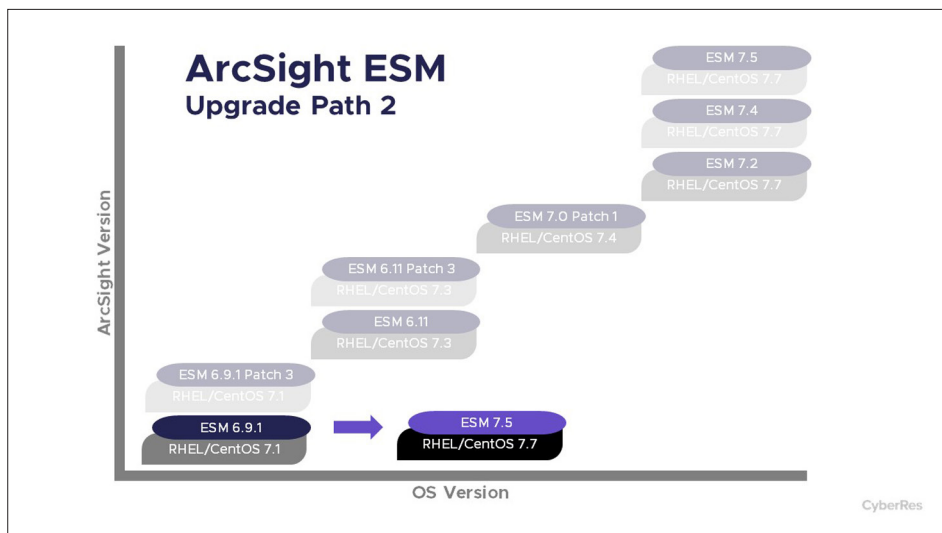 ArcSight ESM
Upgrade Path 2
ESM 7.5
RHEL/CentOS 7.7
ESM 7.4
RHEL/CentOS 7.7
ESM 7.2
RHEL/CentOS 7.7
ESM 7.0 Patch 1
RHEL/CentOS 7.4
ESM 6.11 Patch 3
RHEL/CentOS 7.3
ESM 6.11
RHEL/CentOS 7.3
ESM 6.9.1 Patch 3
RHEL/CentOS 7.1
ESM 6.9.1
RHEL/CentOS 7.1
ESM 7.5
RHEL/CentOS 7.7
ArcSight Version
OS Version
CyberRes